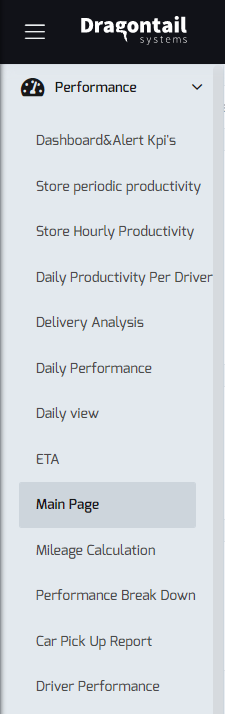 Dragontail
systems
Performance
Dashboard&Alert Kpi's
Store periodic productivity
Store Hourly Productivity
Daily Productivity Per Driver
Delivery Analysis
Daily Performance
Daily view
ETA
Main Page
Mileage Calculation
Performance Break Down
Car Pick Up Report
Driver Performance